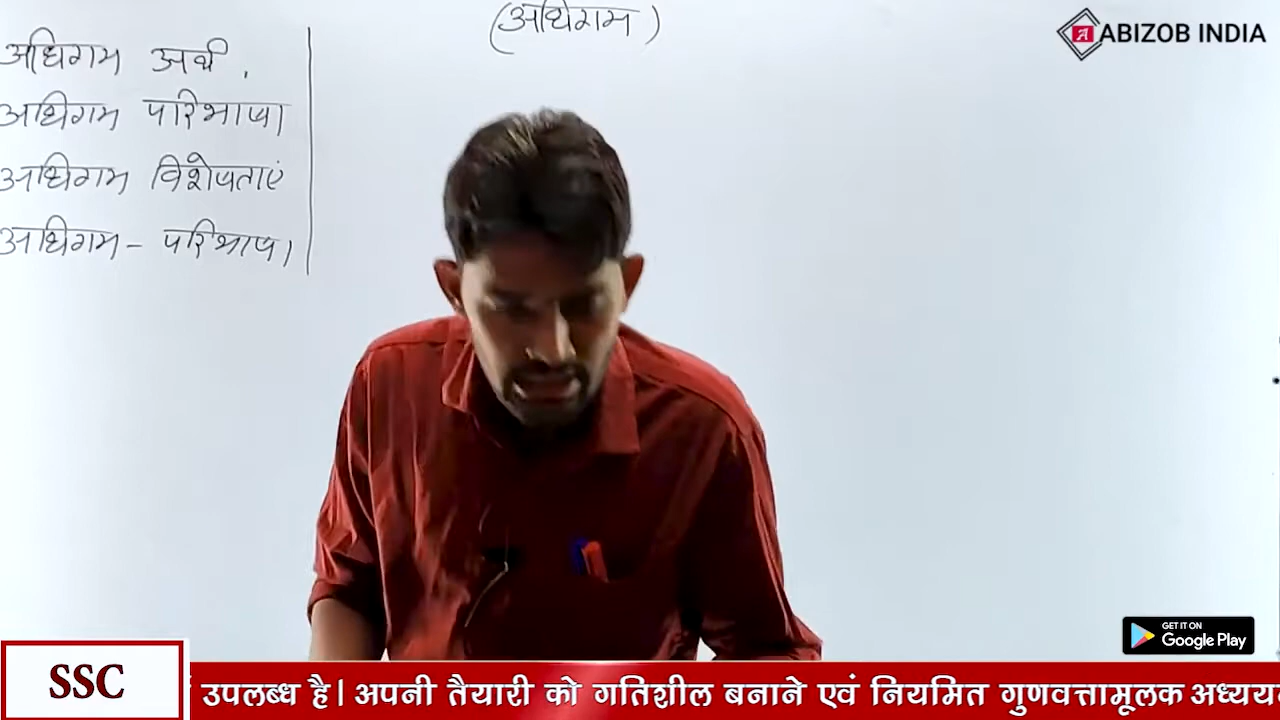 (अधिगम)
ABIZOB INDIA
अधिगम अर्थ.
अधिगम परिभाषा
अधिगम विशेषताएं
अधिगम - परिभाषा
GET IT ON
Google Play
SSC
उपलब्ध है। अपनी तैयारी को गतिशील बनाने एवं नियमित गुणवत्तामूलक